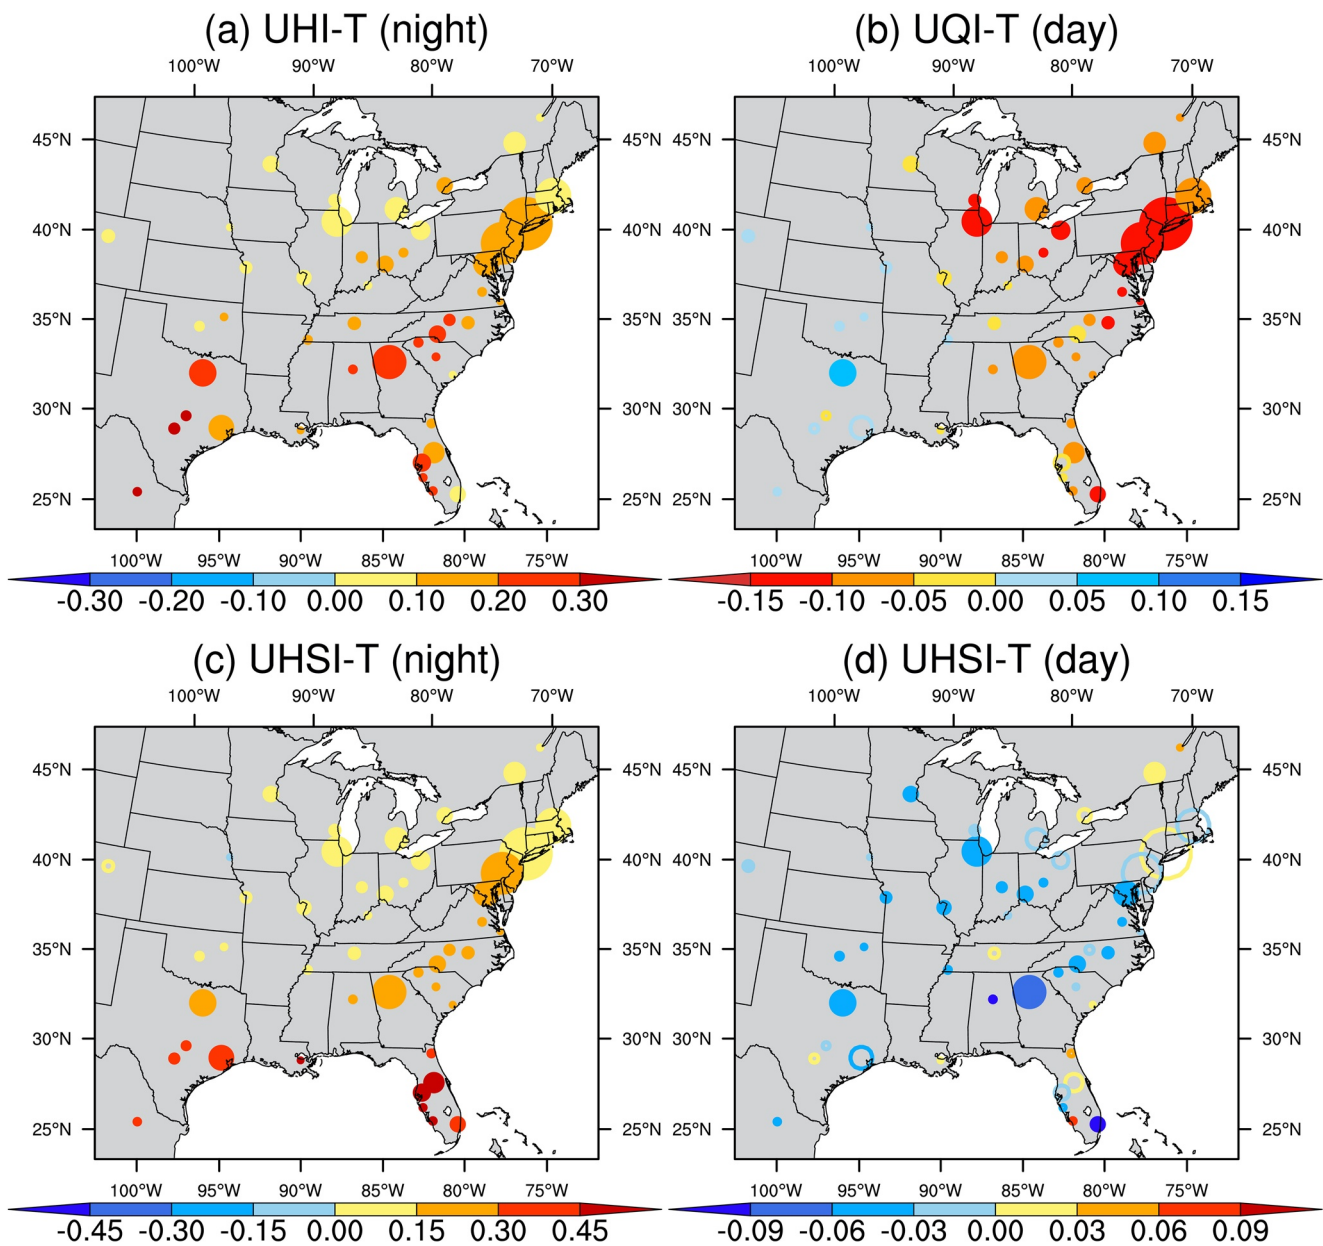 (a) UHI-T (night) (b) UQI-T (day)
100°W 90°W 80°W 70°W 100°W 90°W 80°W 70°W
45°N 45°N 45°N
40°N 40°N 40°N
35°N 35°N 35°N
30°N 30°N 30°N
25°N 25°N 25°N
100°W 95°W 90°W 85°W 80°W 75°W 100°W 95°W 90°W 85°W 80°W 75°W
-0.30 -0.20 -0.10 0.00 0.10 0.20 0.30 -0.15 -0.10 -0.05 0.00 0.05 0.10 0.15
(c) UHSI-T (night) (d) UHSI-T (day)
100°W 90°W 80°W 70°W 100°W 90°W 80°W 70°W
45°N 45°N 45°N 45°N
40°N 40°N 40°N 40°N
35°N 35°N 35°N 35°N
30°N 30°N 30°N 30°N
25°N 25°N 25°N 25°N
100°W 95°W 90°W 85°W 80°W 75°W 100°W 95°W 90°W 85°W 80°W 75°W
-0.45 -0.30 -0.15 0.00 0.15 0.30 0.45 -0.09 -0.06 -0.03 0.00 0.03 0.06 0.09